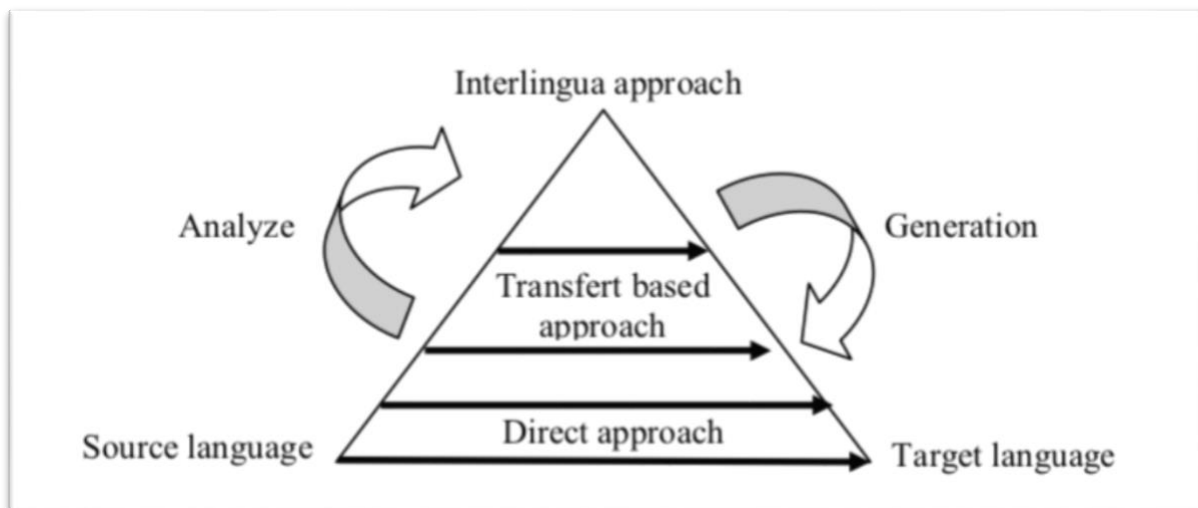 Interlingua approach
Analyze
Generation
Transfert based
approach
Direct approach
Source language
Target language